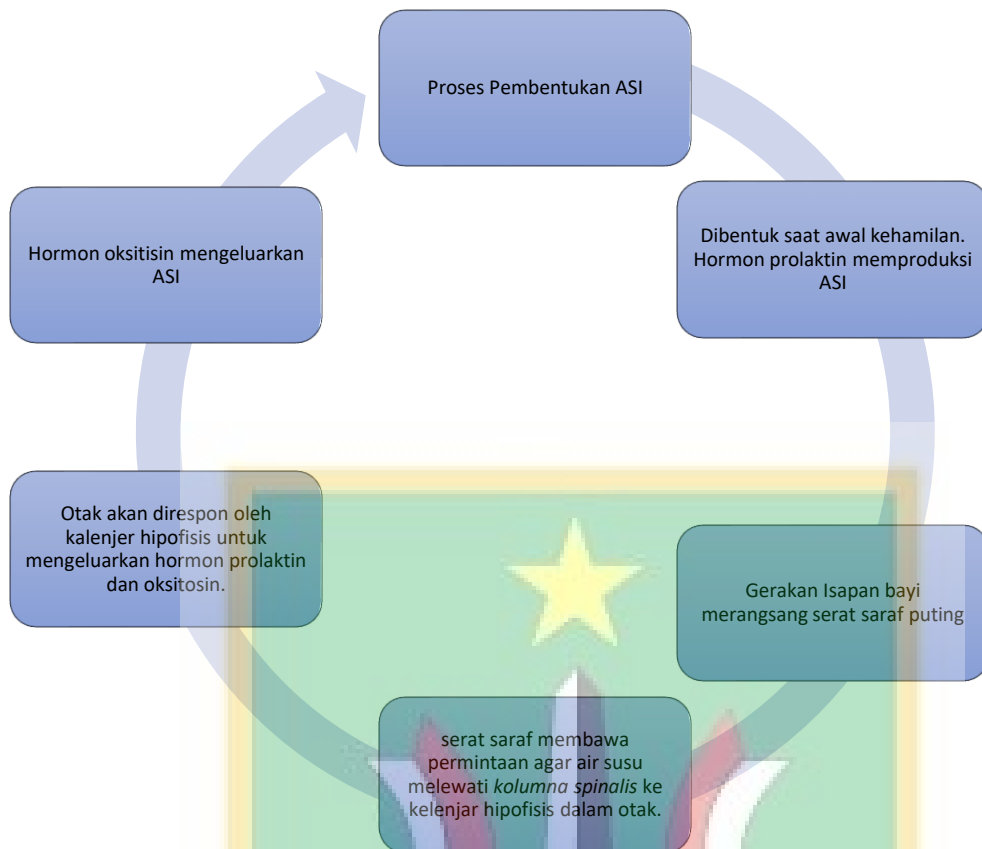 Proses Pembentukan ASI
Dibentuk saat awal kehamilan.
Hormon prolaktin memproduksi
ASI
Gerakan Isapan bayi
merangsang serat saraf puting
serat saraf membawa
permintaan agar air susu
melewati kolumna spinalis ke
kelenjar hipofisis dalam otak.
Otak akan direspon oleh
kalenjer hipofisis untuk
mengeluarkan hormon prolaktin
dan oksitosin.
Hormon oksitisin mengeluarkan
ASI